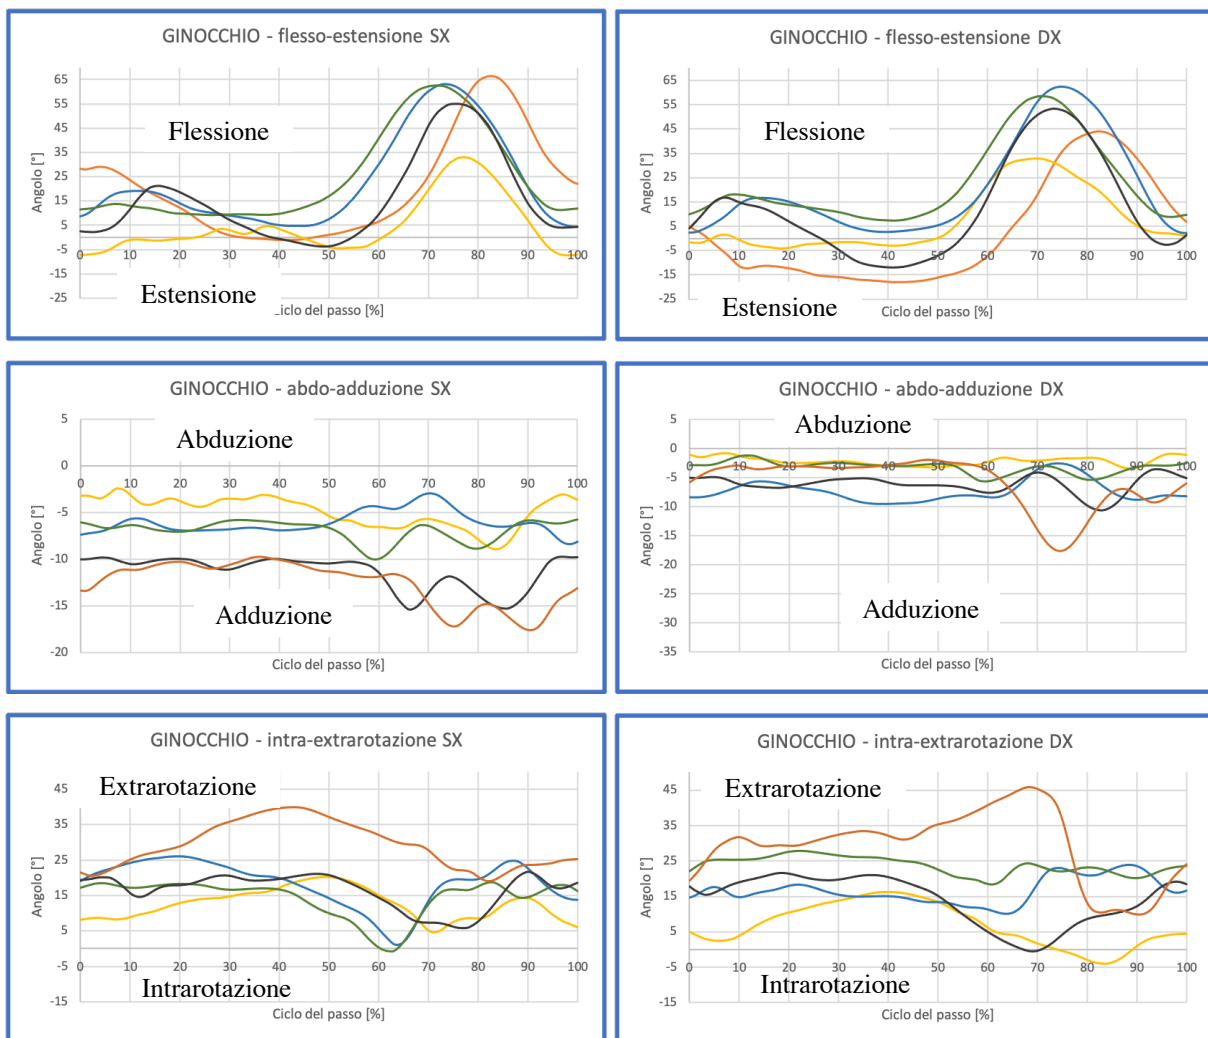 GINOCCHIO - flesso-estensione SX
65
55
45
35
25
15
5
-5
-15
-25
Angolo [°]
Flessione
Estensione
0 10 20 30 40 50 60 70 80 90 100
iclo del passo [%]
GINOCCHIO - flesso-estensione DX
65
55
45
35
25
15
5
-5
-15
-25
Angolo [°]
Flessione
Estensione
0 10 20 30 40 50 60 70 80 90 100
Ciclo del passo [%]
GINOCCHIO - abdo-adduzione SX
5
0
-5
-10
-15
-20
Angolo [°]
Abduzione
Adduzione
0 10 20 30 40 50 60 70 80 90 100
Ciclo del passo [%]
GINOCCHIO - abdo-adduzione DX
5
0
-5
-10
-15
-20
-25
-30
-35
Angolo [°]
Abduzione
Adduzione
0 10 20 30 40 50 60 70 80 90 100
Ciclo del passo [%]
GINOCCHIO - intra-extrarotazione SX
45
35
25
15
5
-5
-15
Angolo [°]
Extrarotazione
Intrarotazione
0 10 20 30 40 50 60 70 80 90 100
Ciclo del passo [%]
GINOCCHIO - intra-extrarotazione DX
45
35
25
15
5
-5
-15
Angolo [°]
Extrarotazione
Intrarotazione
0 10 20 30 40 50 60 70 80 90 100
Ciclo del passo [%]